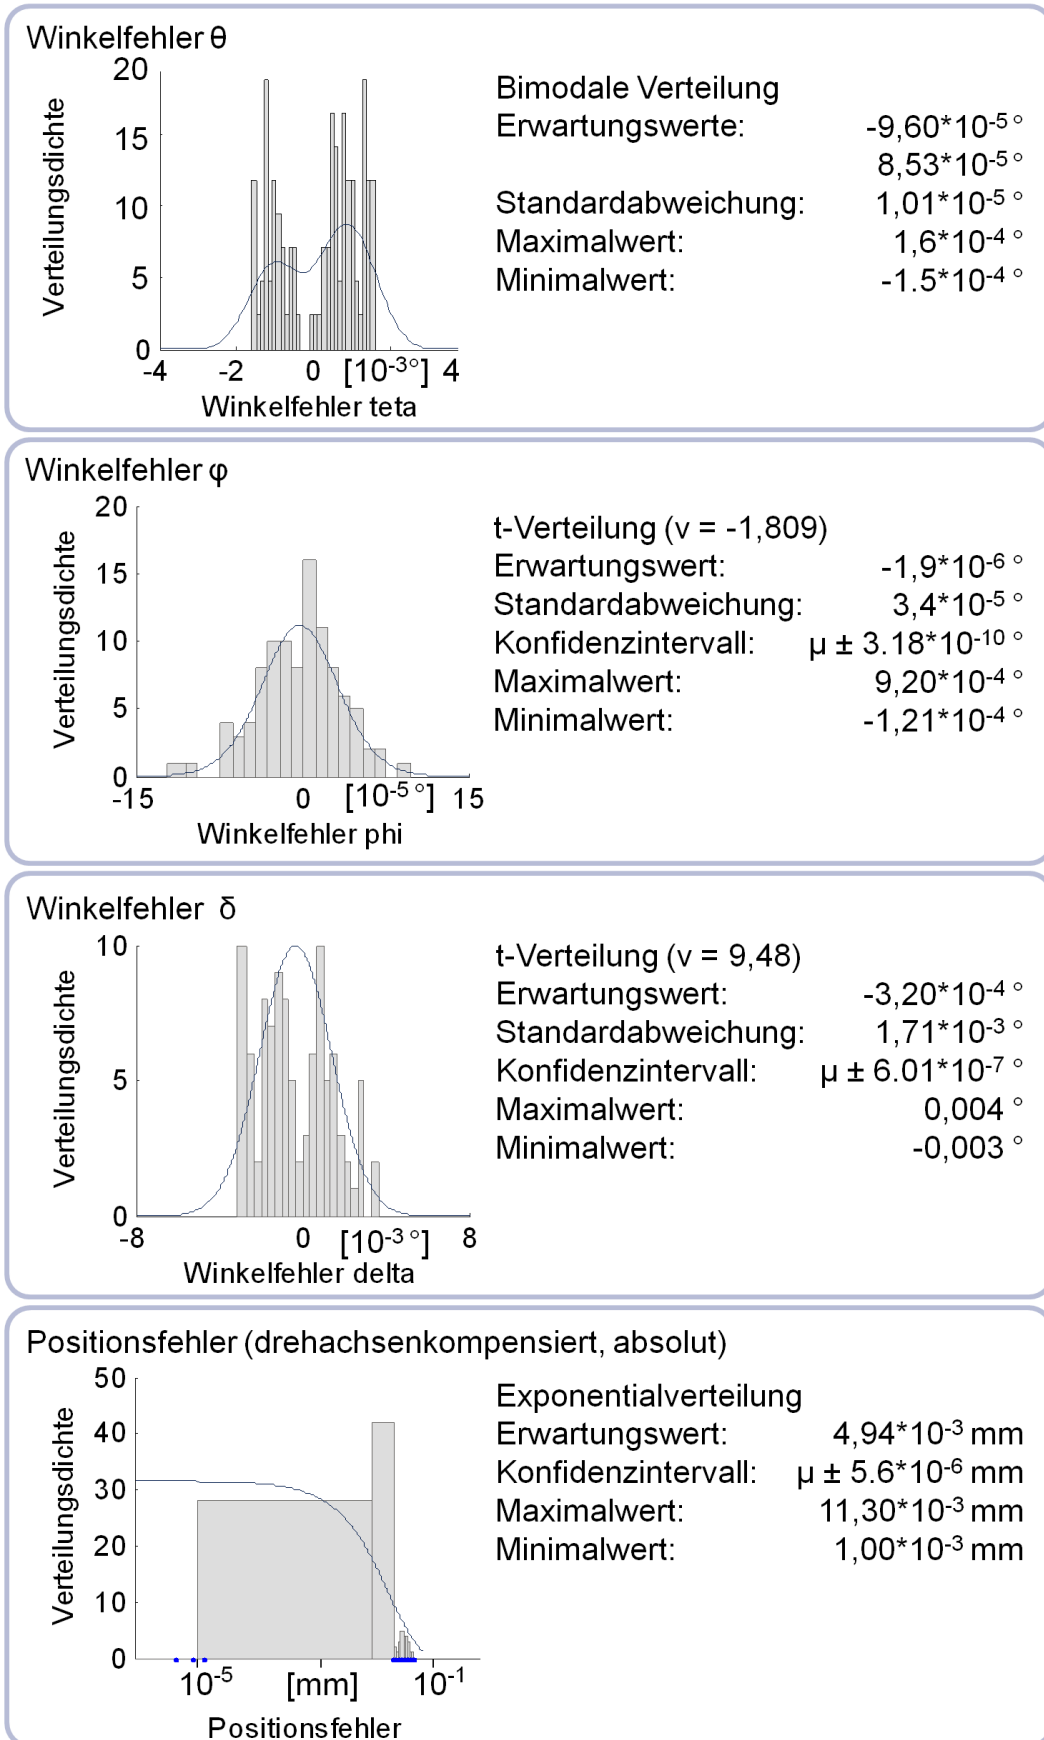 Winkelfehler θ
Verteilungsdichte
20
15
10
5
0
-4 -2 0 [10-3°] 4
Winkelfehler teta
Bimodale Verteilung
Erwartungswerte: -9,60*10-5 °
8,53*10-5 °
Standardabweichung: 1,01*10-5 °
Maximalwert: 1,6*10-4 °
Minimalwert: -1.5*10-4 °
Winkelfehler φ
Verteilungsdichte
20
15
10
5
0
-15 0 [10-5 °] 15
Winkelfehler phi
t-Verteilung (v = -1,809)
Erwartungswert: -1,9*10-6 °
Standardabweichung: 3,4*10-5 °
Konfidenzintervall: µ ± 3.18*10-10 °
Maximalwert: 9,20*10-4 °
Minimalwert: -1,21*10-4 °
Winkelfehler δ
Verteilungsdichte
10
5
0
-8 0 [10-3 °] 8
Winkelfehler delta
t-Verteilung (v = 9,48)
Erwartungswert: -3,20*10-4 °
Standardabweichung: 1,71*10-3 °
Konfidenzintervall: µ ± 6.01*10-7 °
Maximalwert: 0,004 °
Minimalwert: -0,003 °
Positionsfehler (drehachsenkompensiert, absolut)
Verteilungsdichte
50
40
30
20
10
0
10-5 [mm] 10-1
Positionsfehler
Exponentialverteilung
Erwartungswert: 4,94*10-3 mm
Konfidenzintervall: µ ± 5.6*10-6 mm
Maximalwert: 11,30*10-3 mm
Minimalwert: 1,00*10-3 mm